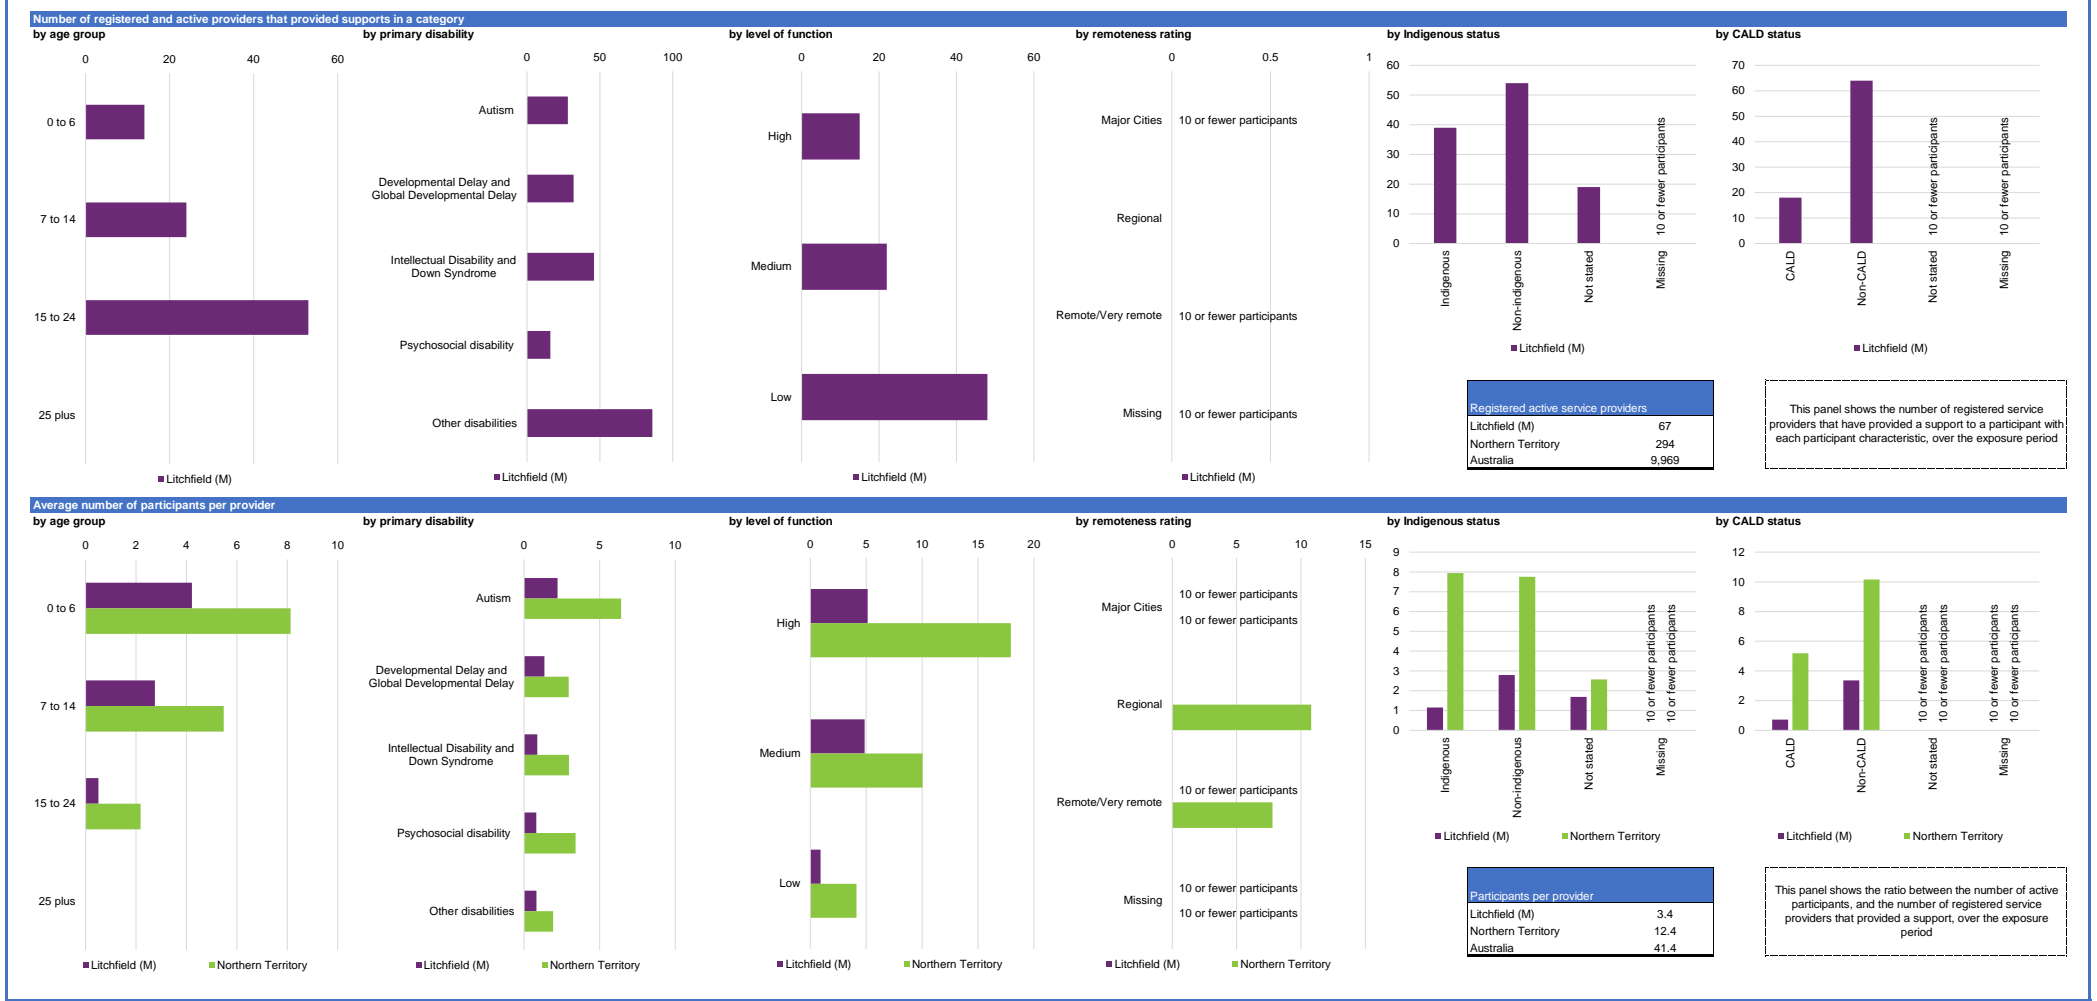 Number of registered and active providers that provided supports in a category
by age group
0 20 40 60
0 to 6
7 to 14
15 to 24
25 plus
Litchfield (M)
by primary disability
0 50 100
Autism
Developmental Delay and
Global Developmental Delay
Intellectual Disability and
Down Syndrome
Psychosocial disability
Other disabilities
Litchfield (M)
by level of function
0 20 40 60
High
Medium
Low
Litchfield (M)
by remoteness rating
0 0.5 1
Major Cities 10 or fewer participants
Regional
Remote/Very remote 10 or fewer participants
Missing 10 or fewer participants
Litchfield (M)
by Indigenous status
60
50
40
30
20
10
0
10 or fewer participants
Indigenous
Non-indigenous
Not stated
Missing
Litchfield (M)
by CALD status
70
60
50
40
30
20
10
0
10 or fewer participants
10 or fewer participants
CALD
Non-CALD
Not stated
Missing
Litchfield (M)
Registered active service providers
Litchfield (M) 67
Northern Territory 294
Australia 9,969
This panel shows the number of registered service
providers that have provided a support to a participant with
each participant characteristic, over the exposure period
Average number of participants per provider
by age group
0 2 4 6 8 10
0 to 6
7 to 14
15 to 24
25 plus
Litchfield (M) Northern Territory
by primary disability
0 5 10
Autism
Developmental Delay and
Global Developmental Delay
Intellectual Disability and
Down Syndrome
Psychosocial disability
Other disabilities
Litchfield (M) Northern Territory
by level of function
0 5 10 15 20
High
Medium
Low
Litchfield (M) Northern Territory
by remoteness rating
0 5 10 15
10 or fewer participants
Major Cities
10 or fewer participants
Regional
10 or fewer participants
Remote/Very remote
10 or fewer participants
Missing
10 or fewer participants
Litchfield (M) Northern Territory
by Indigenous status
9
8
7
6
5
4
3
2
1
0
10 or fewer participants
10 or fewer participants
Indigenous
Non-indigenous
Not stated
Missing
Litchfield (M) Northern Territory
by CALD status
12
10
8
6
4
2
0
10 or fewer participants
10 or fewer participants
10 or fewer participants
10 or fewer participants
CALD
Non-CALD
Not stated
Missing
Litchfield (M) Northern Territory
Participants per provider
Litchfield (M) 3.4
Northern Territory 12.4
Australia 41.4
This panel shows the ratio between the number of active
participants, and the number of registered service
providers that provided a support, over the exposure
period